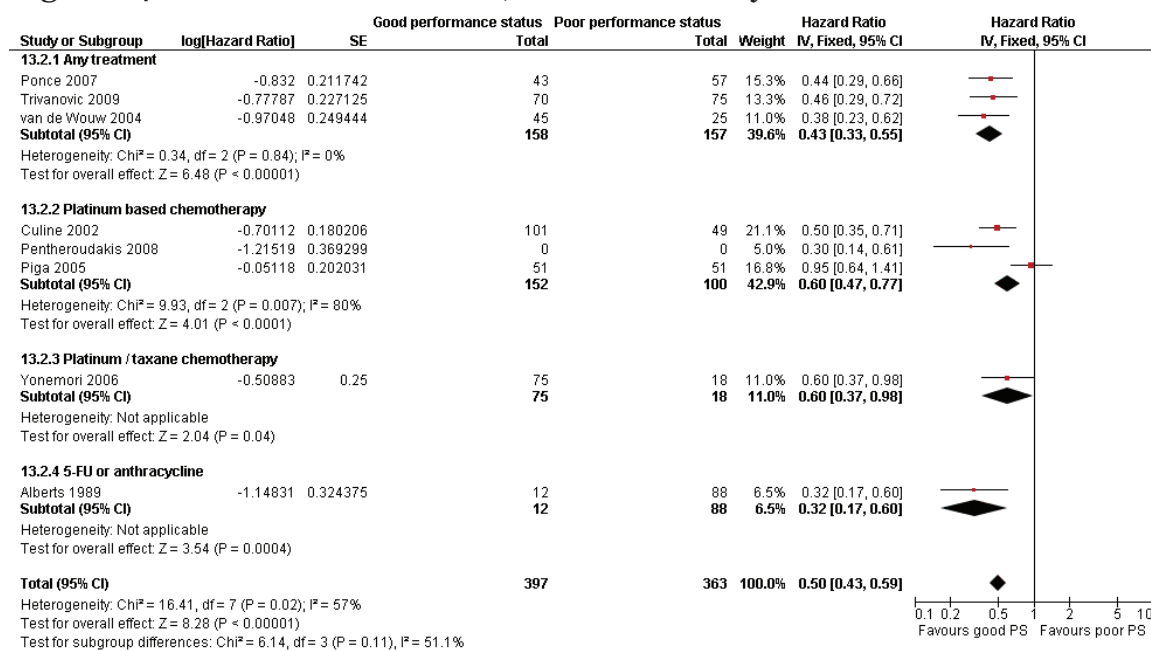 Good performance status Poor performance status Hazard Ratio Hazard Ratio
Study or Subgroup log[Hazard Ratio] SE Total Total Weight IV, Fixed, 95% CI IV, Fixed, 95% CI
13.2.1 Any treatment
Ponce 2007 -0.832 0.211742 43 57 15.3% 0.44 [0.29, 0.66]
Trivanovic 2009 -0.77787 0.227125 70 75 13.3% 0.46 [0.29, 0.72]
van de Wouw 2004 -0.97048 0.249444 45 25 11.0% 0.38 [0.23, 0.62]
Subtotal (95% CI) 158 157 39.6% 0.43 [0.33, 0.55]
Heterogeneity: Chi² = 0.34, df = 2 (P = 0.84); I² = 0%
Test for overall effect: Z = 6.48 (P < 0.00001)
13.2.2 Platinum based chemotherapy
Culine 2002 -0.70112 0.180206 101 49 21.1% 0.50 [0.35, 0.71]
Pentheroudakis 2008 -1.21519 0.369299 0 0 5.0% 0.30 [0.14, 0.61]
Piga 2005 -0.05118 0.202031 51 51 16.8% 0.95 [0.64, 1.41]
Subtotal (95% CI) 152 100 42.9% 0.60 [0.47, 0.77]
Heterogeneity: Chi² = 9.93, df = 2 (P = 0.007); I² = 80%
Test for overall effect: Z = 4.01 (P < 0.0001)
13.2.3 Platinum / taxane chemotherapy
Yonemori 2006 -0.50883 0.25 75 18 11.0% 0.60 [0.37, 0.98]
Subtotal (95% CI) 75 18 11.0% 0.60 [0.37, 0.98]
Heterogeneity: Not applicable
Test for overall effect: Z = 2.04 (P = 0.04)
13.2.4 5-FU or anthracycline
Alberts 1989 -1.14831 0.324375 12 88 6.5% 0.32 [0.17, 0.60]
Subtotal (95% CI) 12 88 6.5% 0.32 [0.17, 0.60]
Heterogeneity: Not applicable
Test for overall effect: Z = 3.54 (P = 0.0004)
Total (95% CI) 397 363 100.0% 0.50 [0.43, 0.59]
Heterogeneity: Chi² = 16.41, df = 7 (P = 0.02); I² = 57%
Test for overall effect: Z = 8.28 (P < 0.00001)
Test for subgroup differences: Chi² = 6.14, df = 3 (P = 0.11), I² = 51.1%
0.1 0.2 0.5 1 2 5 10
Favours good PS Favours poor PS